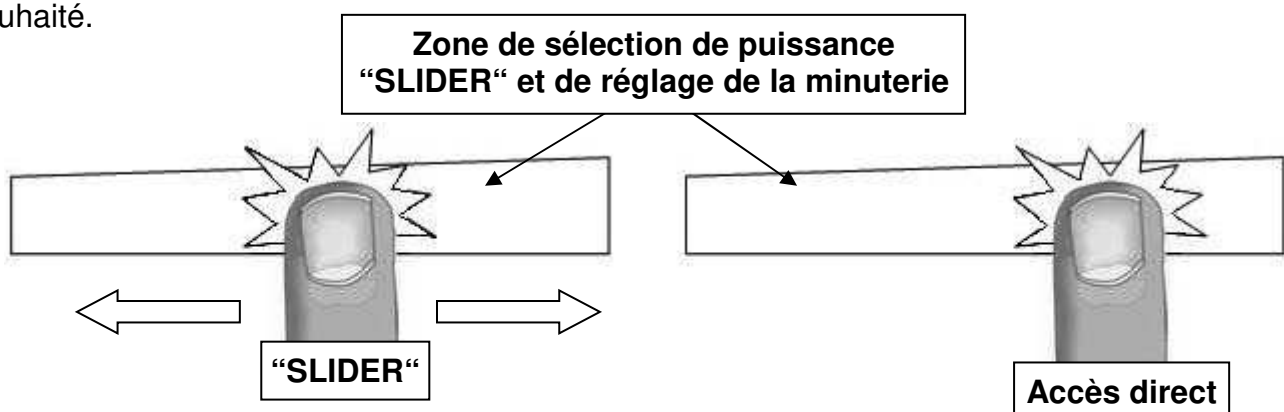 uhaité.
Zone de sélection de puissance
“SLIDER“ et de réglage de la minuterie
“SLIDER“
Accès direct